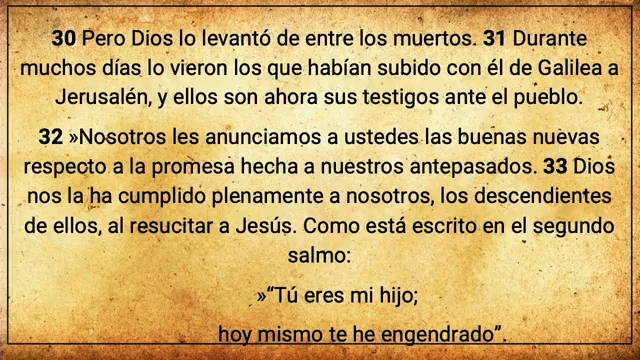 30 Pero Dios lo levantó de entre los muertos. 31 Durante
muchos días lo vieron los que habían subido con él de Galilea a
Jerusalén, y ellos son ahora sus testigos ante el pueblo.
32 »Nosotros les anunciamos a ustedes las buenas nuevas
respecto a la promesa hecha a nuestros antepasados. 33 Dios
nos la ha cumplido plenamente a nosotros, los descendientes
de ellos, al resucitar a Jesús. Como está escrito en el segundo
salmo:
»“Tú eres mi hijo;
hoy mismo te he engendrado”.